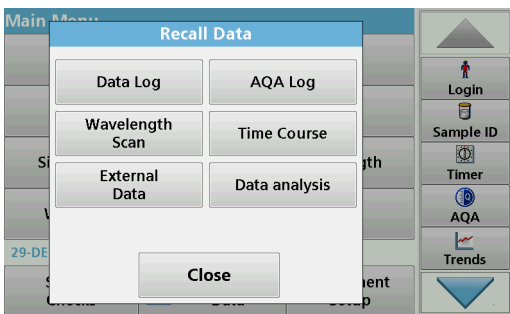 Main Menu
Recall Data
Data Log
AQA Log
Wavelength
Scan
Time Course
External
Data
Data analysis
Close
29-DE
Login
Sample ID
Timer
AQA
Trends